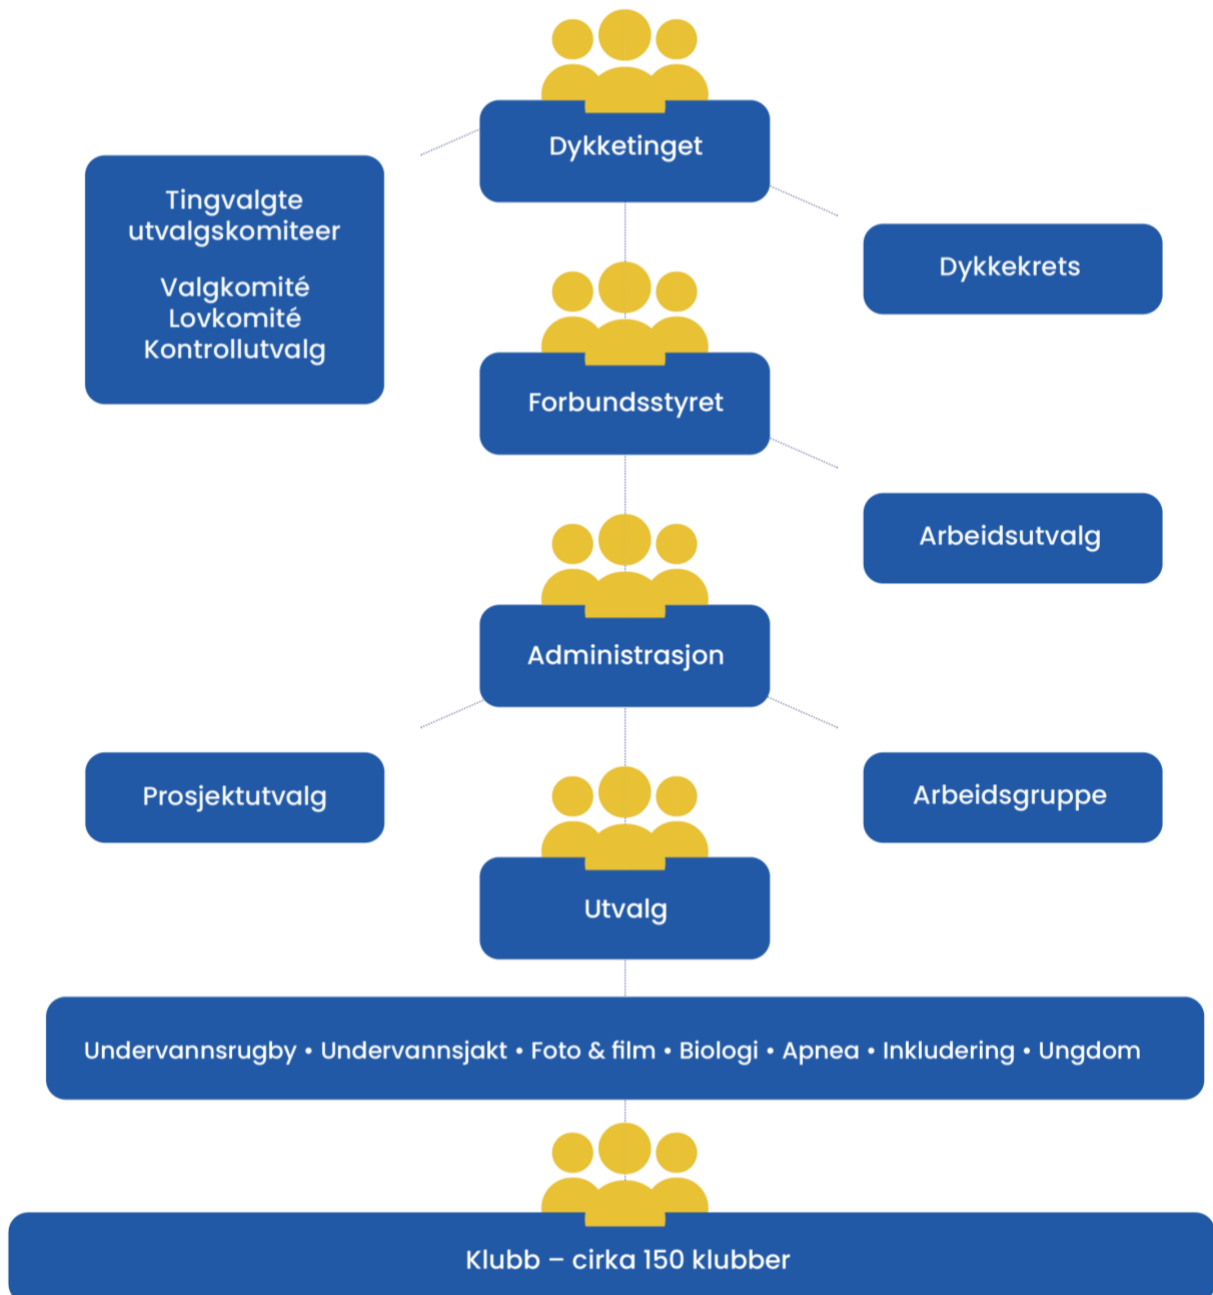 Dykketinget
Tingvalgte
utvalgskomiteer
Valgkomité
Lovkomité
Kontrollutvalg
Dykkekrets
Forbundsstyret
Arbeidsutvalg
Administrasjon
Prosjektutvalg
Arbeidsgruppe
Utvalg
Undervannsrugby • Undervannsjakt • Foto & film • Biologi • Apnea • Inkludering • Ungdom
Klubb – cirka 150 klubber